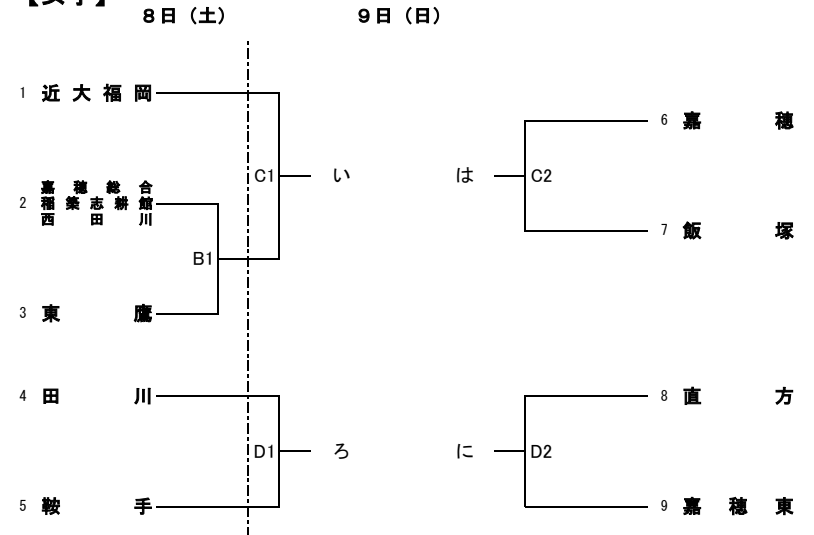 【女子】
8日（土）
9日（日）
1 近大福岡
C1 い
2 嘉穂総合
稲築志耕館
西田川
B1
3 東鷹
4 田川
D1 ろ
5 鞍手
6 嘉穂
は C2
7 飯塚
8 直方
に D2
9 嘉穂東